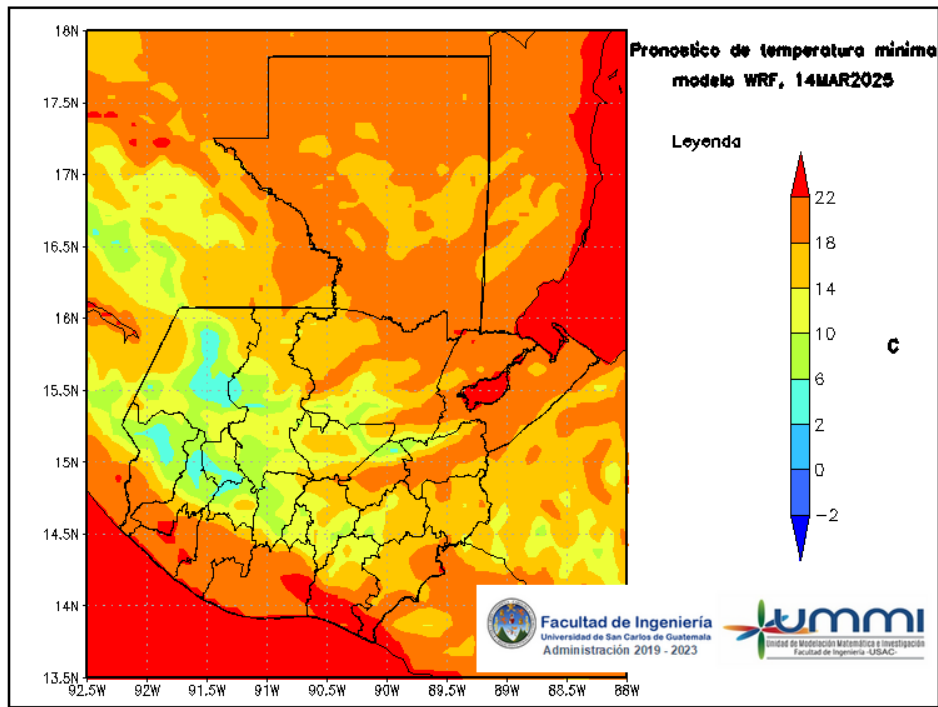 Pronostico de temperatura minima
modelo WRF, 14MAR2025
Leyenda
22
18
14
10
6
2
0
−2
C
18N
17.5N
17N
16.5N
16N
15.5N
15N
14.5N
14N
13.5N
92.5W 92W 91.5W 91W 90.5W 90W 89.5W 89W 88.5W 88W
Facultad de Ingeniería
Universidad de San Carlos de Guatemala
Administración 2019 - 2023
ummi
Unidad de Modelación Matemática e Investigación
Facultad de Ingeniería -USAC-